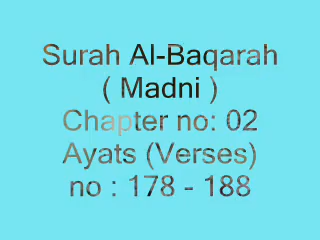 Surah Al-Baqarah
( Madni )
Chapter no: 02
Ayats (Verses)
no : 178 - 188